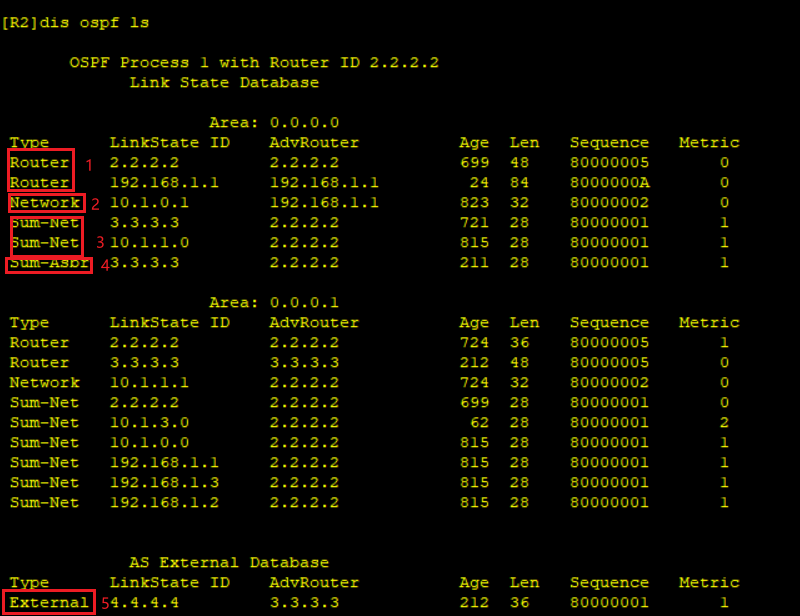 [R2]dis ospf ls
OSPF Process 1 with Router ID 2.2.2.2
Link State Database
Area: 0.0.0.0
Type LinkState ID AdvRouter Age Len Sequence Metric
Router 1 2.2.2.2 2.2.2.2 699 48 80000005 0
Router 192.168.1.1 192.168.1.1 24 84 8000000A 0
Network 2 10.1.0.1 192.168.1.1 823 32 80000002 0
Sum-Net 3.3.3.3 2.2.2.2 721 28 80000001 1
Sum-Net 3 10.1.1.0 2.2.2.2 815 28 80000001 1
Sum-Asbr 4 3.3.3.3 2.2.2.2 211 28 80000001 1
Area: 0.0.0.1
Type LinkState ID AdvRouter Age Len Sequence Metric
Router 2.2.2.2 2.2.2.2 724 36 80000005 1
Router 3.3.3.3 3.3.3.3 212 48 80000005 0
Network 10.1.1.1 2.2.2.2 724 32 80000002 0
Sum-Net 2.2.2.2 2.2.2.2 699 28 80000001 0
Sum-Net 10.1.3.0 2.2.2.2 62 28 80000001 2
Sum-Net 10.1.0.0 2.2.2.2 815 28 80000001 1
Sum-Net 192.168.1.1 2.2.2.2 815 28 80000001 1
Sum-Net 192.168.1.3 2.2.2.2 815 28 80000001 1
Sum-Net 192.168.1.2 2.2.2.2 815 28 80000001 1
AS External Database
Type LinkState ID AdvRouter Age Len Sequence Metric
External 5 4.4.4.4 3.3.3.3 212 36 80000001 1